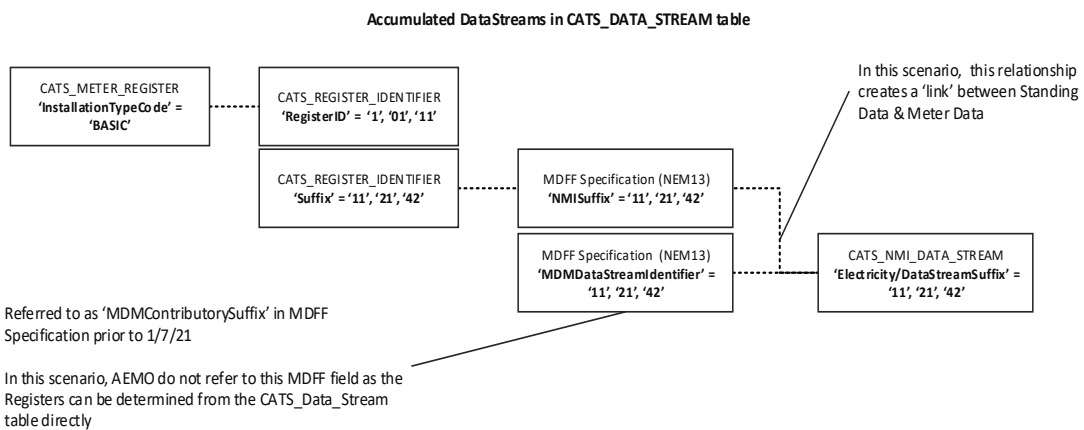 Accumulated DataStreams in CATS_DATA_STREAM table
CATS_METER_REGISTER
‘InstallationTypeCode’ =
‘BASIC’
CATS_REGISTER_IDENTIFIER
‘RegisterID’ = ‘1’, ‘01’, ‘11’
In this scenario, this relationship
creates a ‘link’ between Standing
Data & Meter Data
CATS_REGISTER_IDENTIFIER
‘Suffix’ = ‘11’, ‘21’, ‘42’
MDFF Specification (NEM13)
‘NMISuffix’ = ‘11’, ‘21’, ‘42’
MDFF Specification (NEM13)
‘MDMDataStreamIdentifier’ =
‘11’, ‘21’, ‘42’
CATS_NMI_DATA_STREAM
‘Electricity/DataStreamSuffix’ =
‘11’, ‘21’, ‘42’
Referred to as ‘MDMContributorySuffix’ in MDFF
Specification prior to 1/7/21
In this scenario, AEMO do not refer to this MDFF field as the
Registers can be determined from the CATS_Data_Stream
table directly